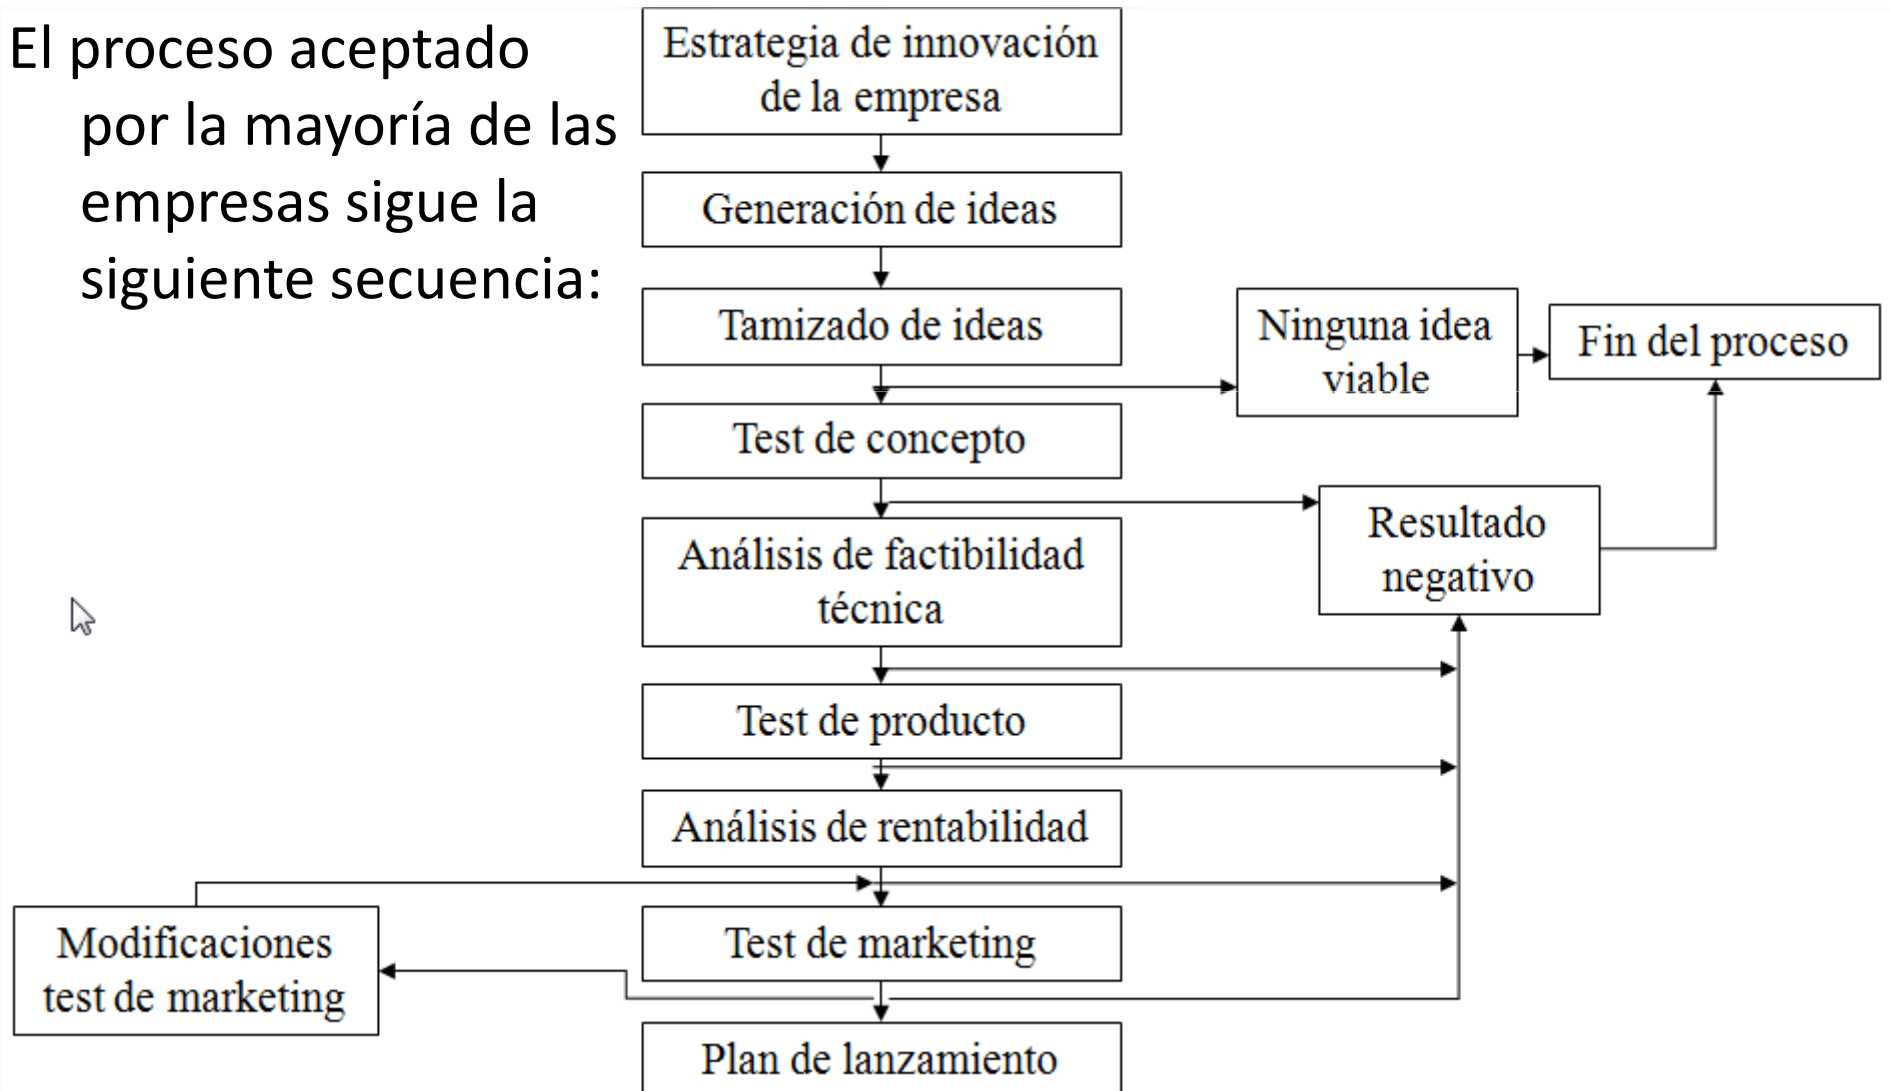 El proceso aceptado
por la mayoría de las
empresas sigue la
siguiente secuencia:
Estrategia de innovación
de la empresa
Generación de ideas
Tamizado de ideas
Ninguna idea
viable
Fin del proceso
Test de concepto
Resultado
negativo
Análisis de factibilidad
técnica
Test de producto
Análisis de rentabilidad
Modificaciones
test de marketing
Test de marketing
Plan de lanzamiento